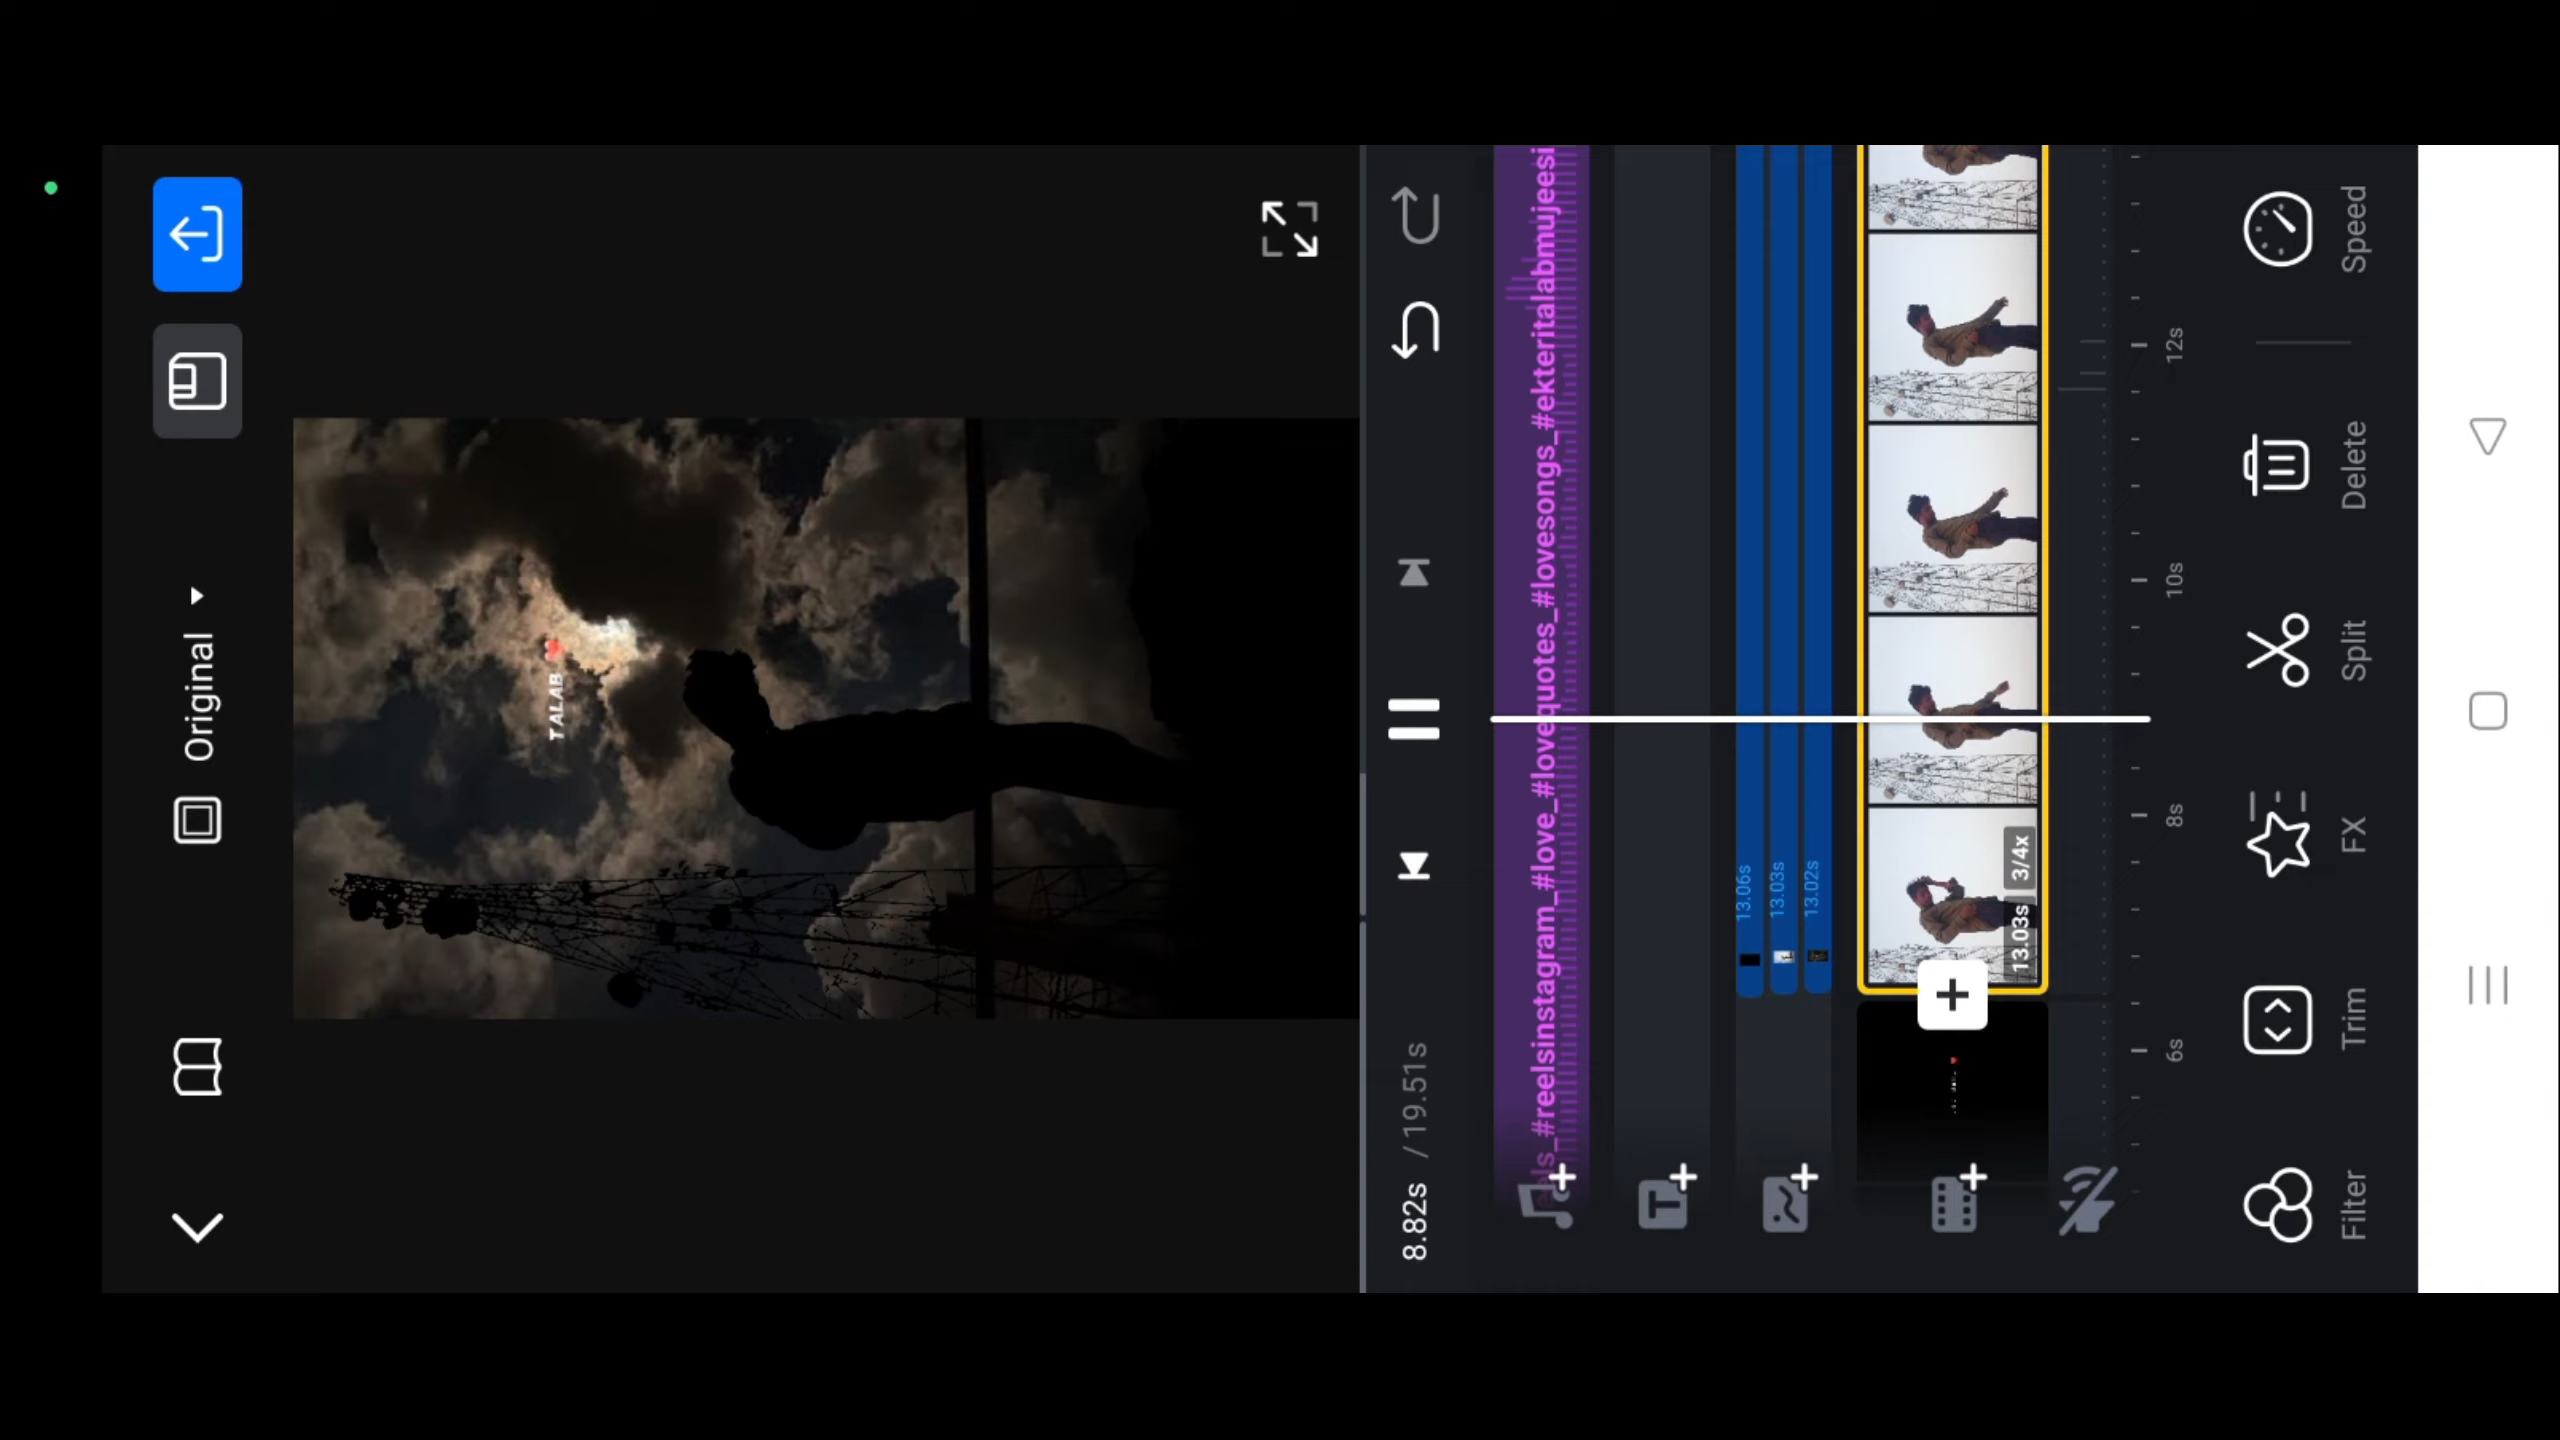 Original
TALAB
8.82s / 19.51s
els_#reelsinstagram_#love_#lovequotes_#lovesongs_#ekteritalabmujeesi
13.06s
13.03s
13.02s
13.03s 3/4x
6s 8s 10s 12s
Filter Trim FX Split Delete Speed